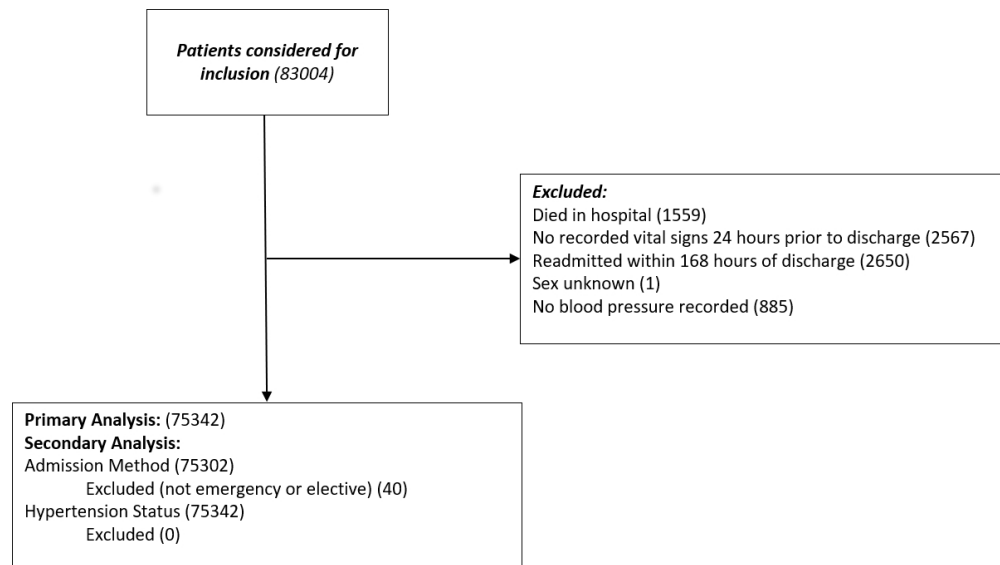 Patients considered for
inclusion (83004)
Excluded:
Died in hospital (1559)
No recorded vital signs 24 hours prior to discharge (2567)
Readmitted within 168 hours of discharge (2650)
Sex unknown (1)
No blood pressure recorded (885)
Primary Analysis: (75342)
Secondary Analysis:
Admission Method (75302)
Excluded (not emergency or elective) (40)
Hypertension Status (75342)
Excluded (0)